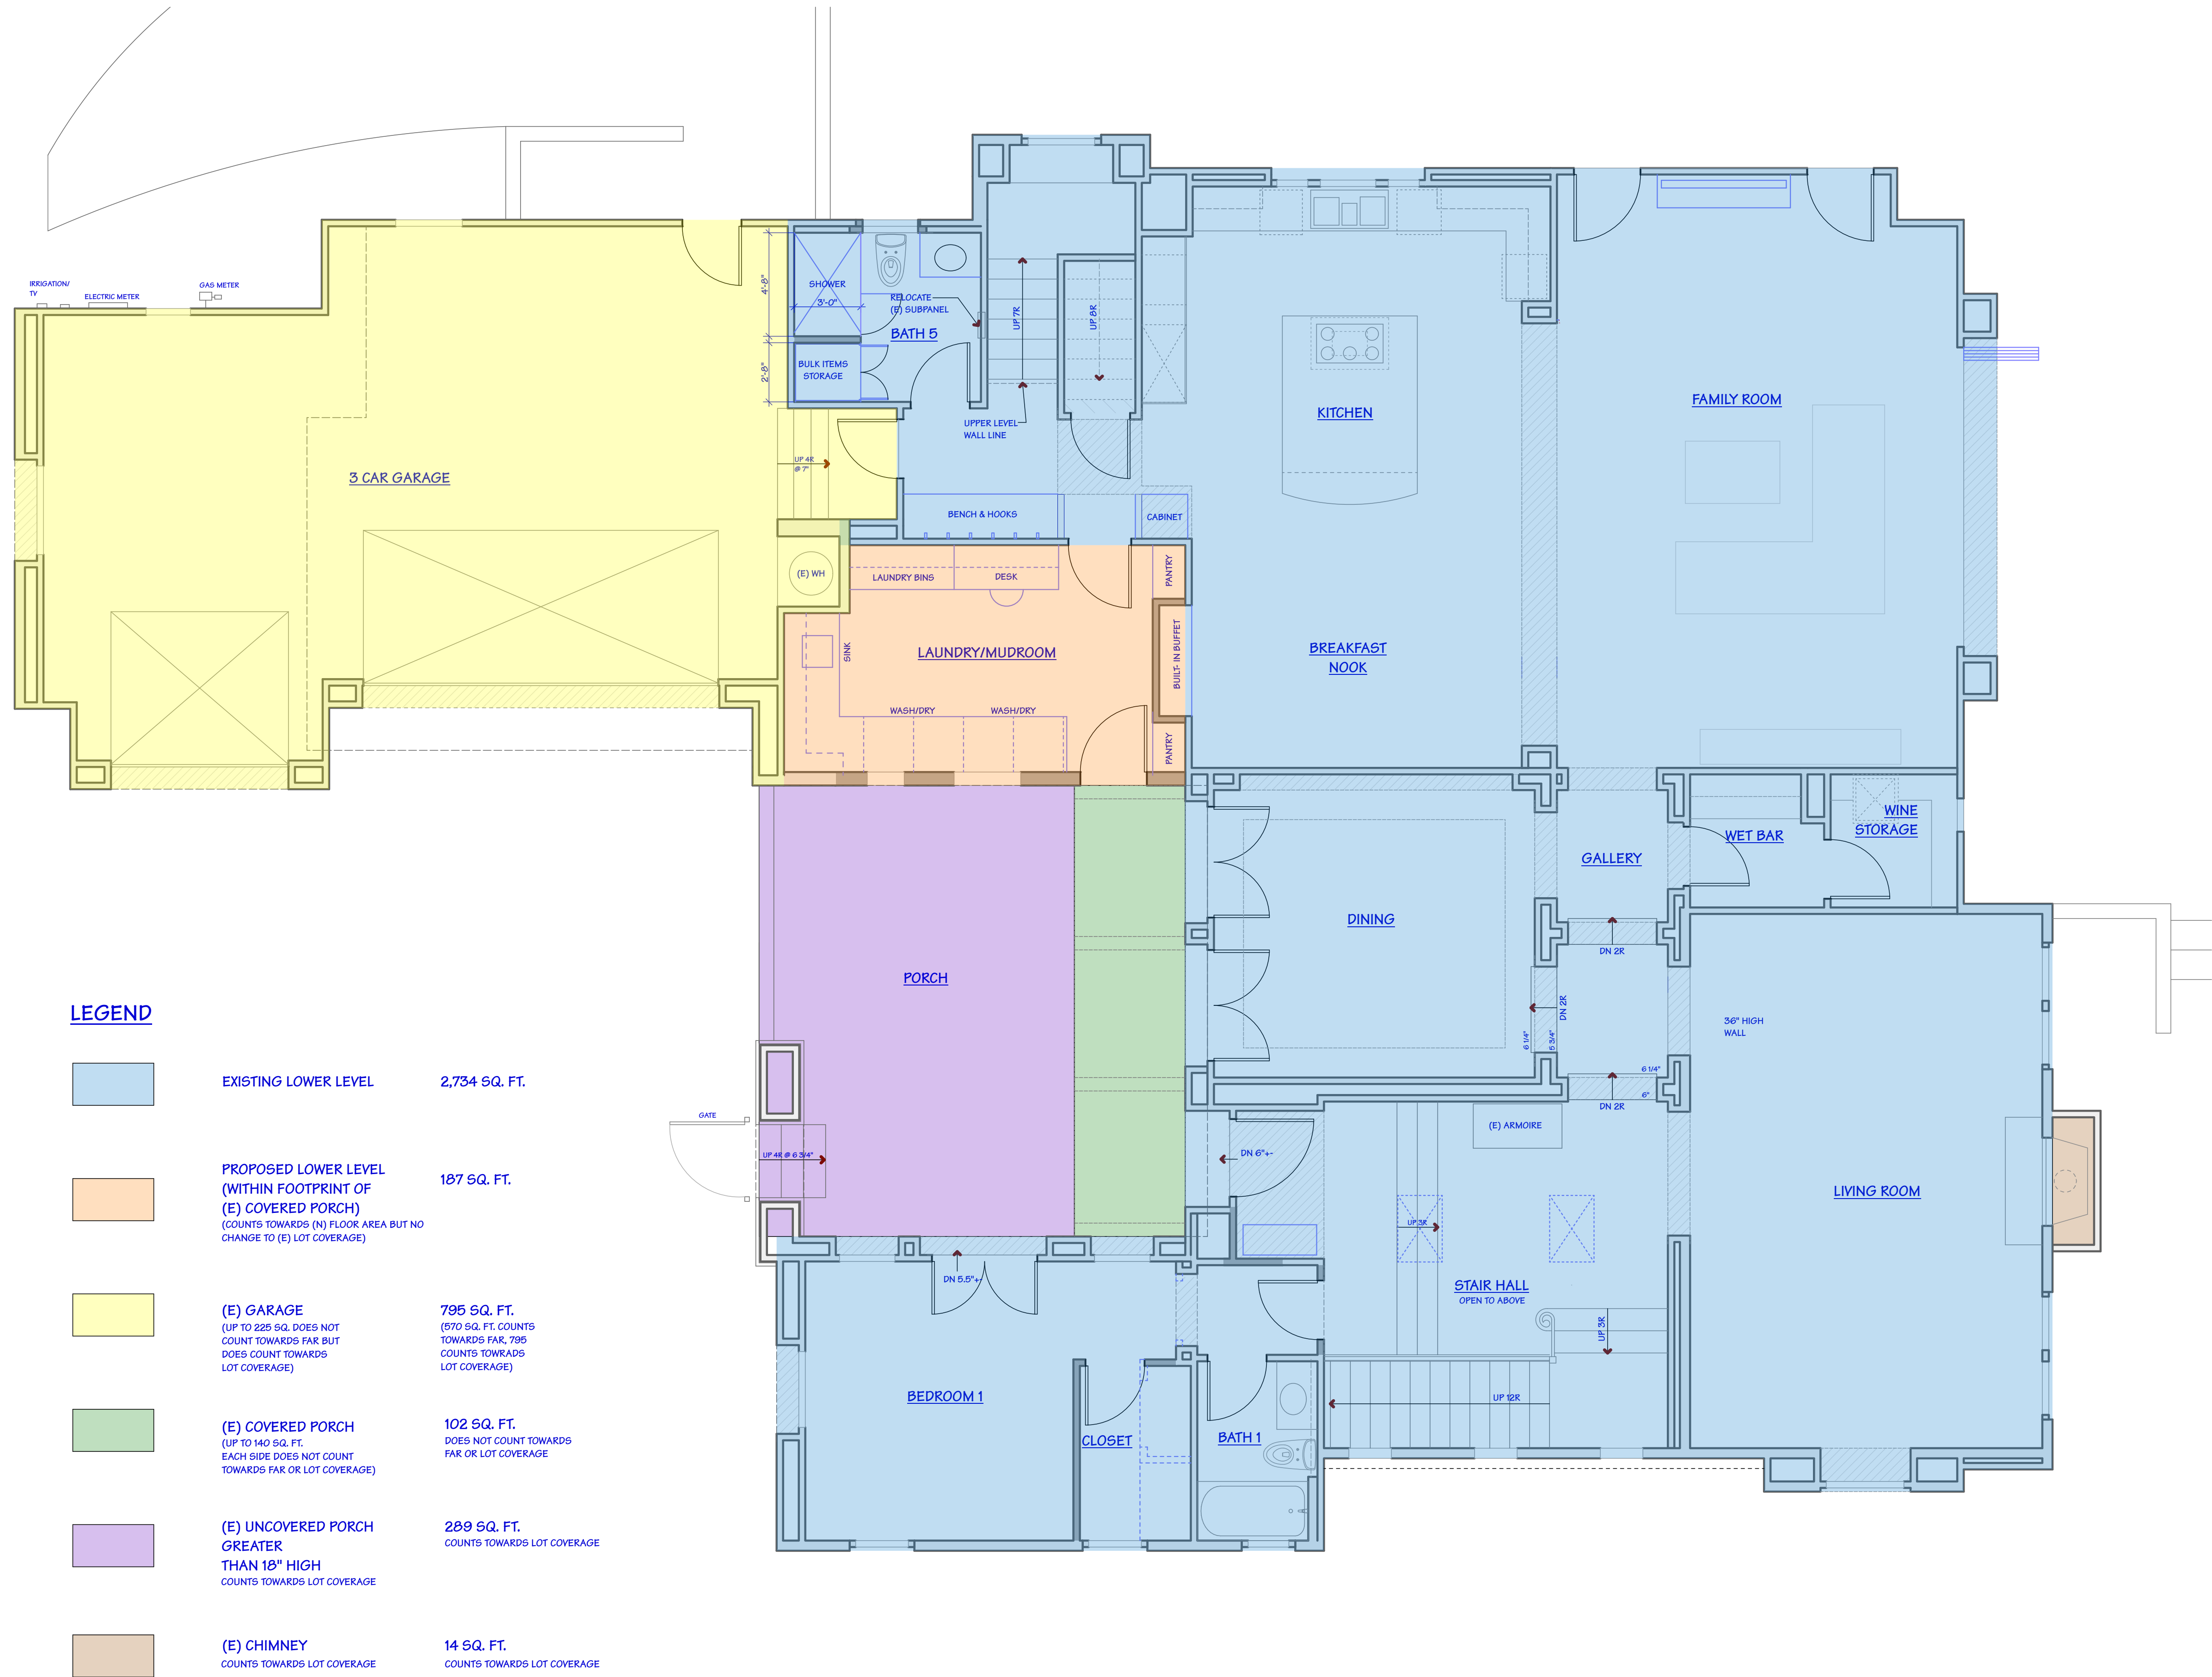 IRRIGATION/
TV
ELECTRIC METER
GAS METER
4'-8"
SHOWER
3'-0"
RELOCATE
(E) SUBPANEL
BATH 5
2'-8"
BULK ITEMS
STORAGE
UP 7R
UP 8R
UPPER LEVEL
WALL LINE
KITCHEN
FAMILY ROOM
3 CAR GARAGE
UP 4R
@ 7"
BENCH & HOOKS
CABINET
(E) WH
LAUNDRY BINS
DESK
PANTRY
SINK
LAUNDRY/MUDROOM
BUILT- IN BUFFET
BREAKFAST
NOOK
WASH/DRY
WASH/DRY
PANTRY
WINE
STORAGE
WET BAR
GALLERY
DINING
DN 2R
PORCH
DN 2R
6 1/4"
5 3/4"
36" HIGH
WALL
6 1/4"
6"
DN 2R
GATE
(E) ARMOIRE
UP 4R @ 6 3/4"
DN 6"+-
LIVING ROOM
UP 3R
DN 5.5"+-
STAIR HALL
OPEN TO ABOVE
UP 3R
BEDROOM 1
UP 12R
CLOSET
BATH 1
LEGEND
EXISTING LOWER LEVEL
2,734 SQ. FT.
PROPOSED LOWER LEVEL
(WITHIN FOOTPRINT OF
(E) COVERED PORCH)
(COUNTS TOWARDS (N) FLOOR AREA BUT NO
CHANGE TO (E) LOT COVERAGE)
187 SQ. FT.
(E) GARAGE
(UP TO 225 SQ. DOES NOT
COUNT TOWARDS FAR BUT
DOES COUNT TOWARDS
LOT COVERAGE)
795 SQ. FT.
(570 SQ. FT. COUNTS
TOWARDS FAR, 795
COUNTS TOWRADS
LOT COVERAGE)
(E) COVERED PORCH
(UP TO 140 SQ. FT.
EACH SIDE DOES NOT COUNT
TOWARDS FAR OR LOT COVERAGE)
102 SQ. FT.
DOES NOT COUNT TOWARDS
FAR OR LOT COVERAGE
(E) UNCOVERED PORCH
GREATER
THAN 18" HIGH
COUNTS TOWARDS LOT COVERAGE
289 SQ. FT.
COUNTS TOWARDS LOT COVERAGE
(E) CHIMNEY
COUNTS TOWARDS LOT COVERAGE
14 SQ. FT.
COUNTS TOWARDS LOT COVERAGE